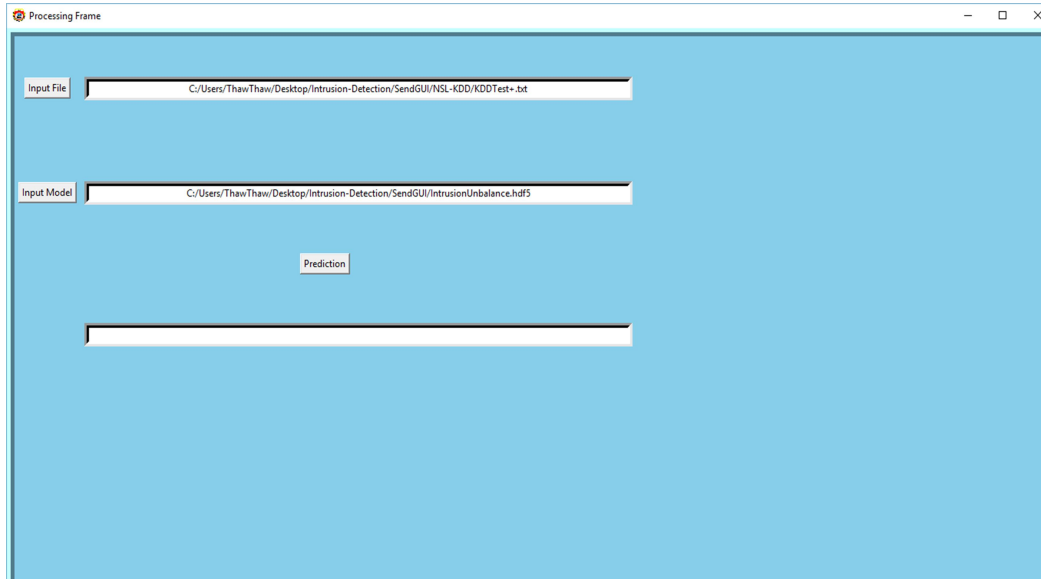 Processing Frame
Input File C:/Users/ThawThaw/Desktop/Intrusion-Detection/SendGUI/NSL-KDD/KDDTest+.txt
Input Model C:/Users/ThawThaw/Desktop/Intrusion-Detection/SendGUI/IntrusionUnbalance.hdf5
Prediction